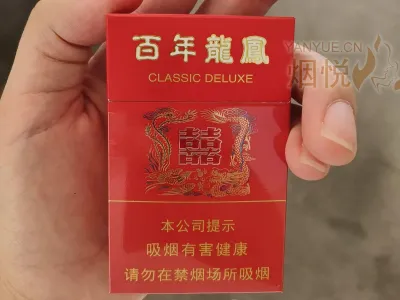 百年龍鳳
CLASSIC DELUXE
YANYUE.CN
烟悦
囍
本公司提示
吸烟有害健康
请勿在禁烟场所吸烟